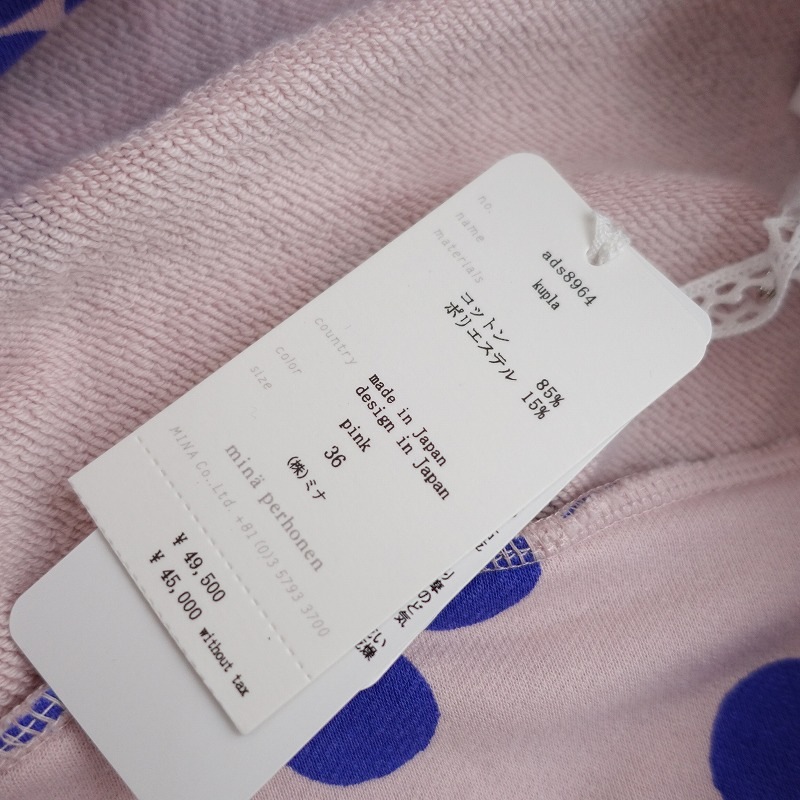 no. ads8964
name kupla
materials
コットン 85%
ポリエステル 15%
country made in Japan
design in Japan
color pink
size 36
(株)ミナ
minä perhonen
MINA Co.,Ltd. +81 (0)3 5793 3700
¥ 49,500
¥ 45,000 without tax